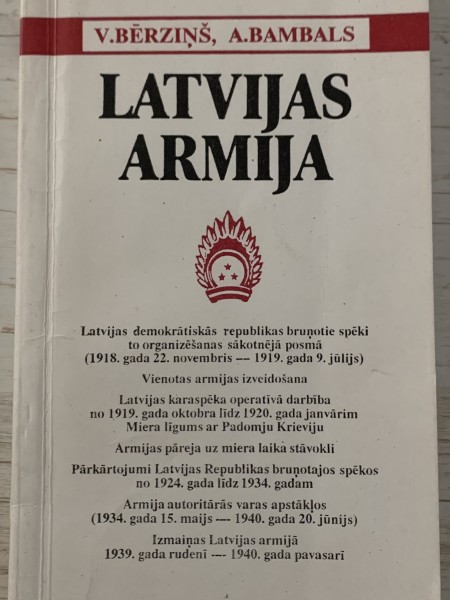 V.BĒRZIŅŠ, A.BAMBALS
LATVIJAS
ARMIJA
Latvijas demokrātiskās republikas bruņotie spēki
to organizēšanas sākotnējā posmā
(1918. gada 22. novembris — 1919. gada 9. jūlijs)
Vienotas armijas izveidošana
Latvijas karaspēka operatīvā darbība
no 1919. gada oktobra līdz 1920. gada janvārim
Miera līgums ar Padomju Krieviju
Armijas pāreja uz miera laika stāvokli
Pārkārtojumi Latvijas Republikas bruņotajos spēkos
no 1924. gada līdz 1934. gadam
Armija autoritārās varas apstākļos
(1934. gada 15. maijs — 1940. gada 20. jūnijs)
Izmaiņas Latvijas armijā
1939. gada rudenī — 1940. gada pavasarī